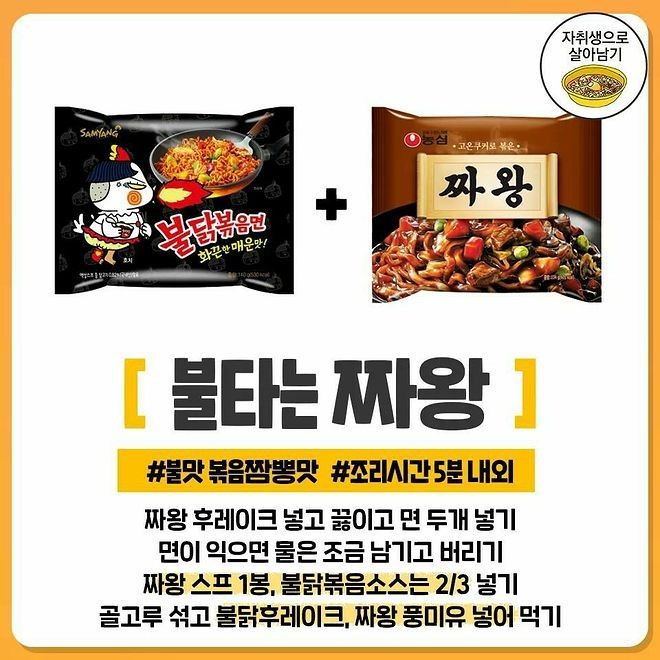 자취생으로
살아남기
SAMYANG
불닭볶음면
화끈한 매운맛!
호치
농심
고온쿠커로 볶은
짜왕
+
[ 불타는 짜왕 ]
#불맛 볶음짬뽕맛 #조리시간 5분 내외
짜왕 후레이크 넣고 끓이고 면 두개 넣기
면이 익으면 물은 조금 남기고 버리기
짜왕 스프 1봉, 불닭볶음소스는 2/3 넣기
골고루 섞고 불닭후레이크, 짜왕 풍미유 넣어 먹기